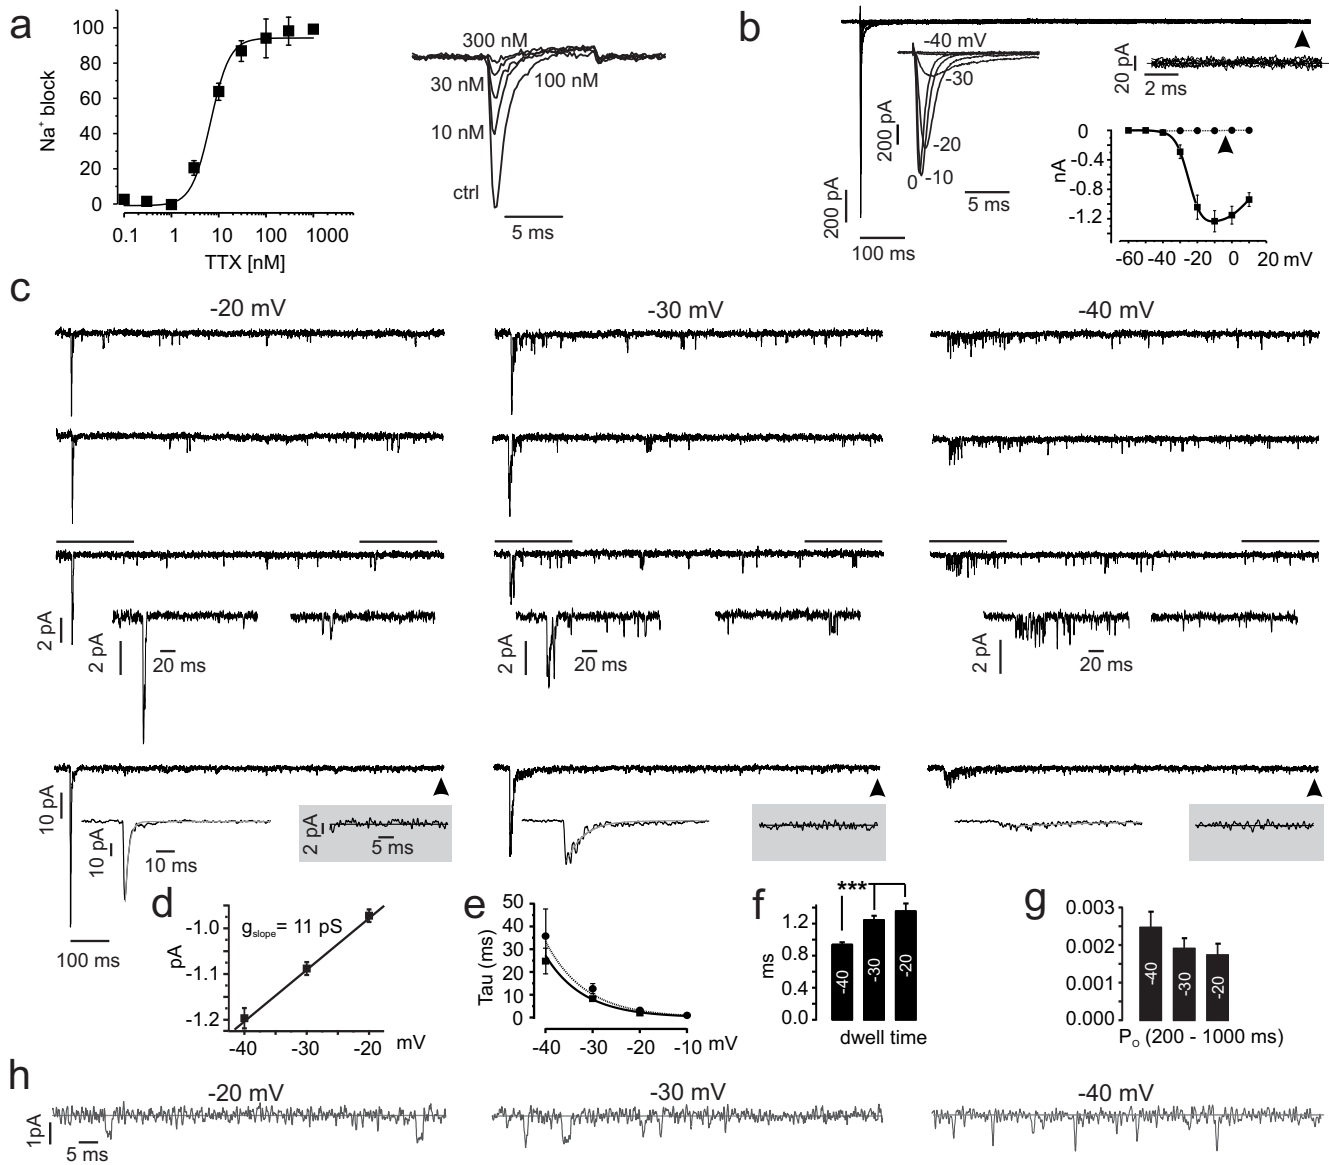 a
Na⁺ block
100
80
60
40
20
0
0.1 1 10 100 1000
TTX [nM]
300 nM
30 nM
100 nM
10 nM
ctrl
5 ms
b
-40 mV
-30
-20
-10
0
200 pA
200 pA
5 ms
100 ms
20 pA
2 ms
nA
0
-0.4
-0.8
-1.2
-60 -40 -20 0 20 mV
c
-20 mV
-30 mV
-40 mV
2 pA
2 pA
20 ms
2 pA
20 ms
2 pA
20 ms
10 pA
10 pA
10 ms
2 pA
5 ms
100 ms
d
pA
-1.0
-1.1
-1.2
gslope= 11 pS
-40 -30 -20 mV
e
Tau (ms)
50
40
30
20
10
0
-40 -30 -20 -10 mV
f
ms
1.2
0.8
0.4
0.0
***
-40
-30
-20
dwell time
g
0.003
0.002
0.001
0.000
-40
-30
-20
Po (200 - 1000 ms)
h
-20 mV
-30 mV
-40 mV
1pA
5 ms